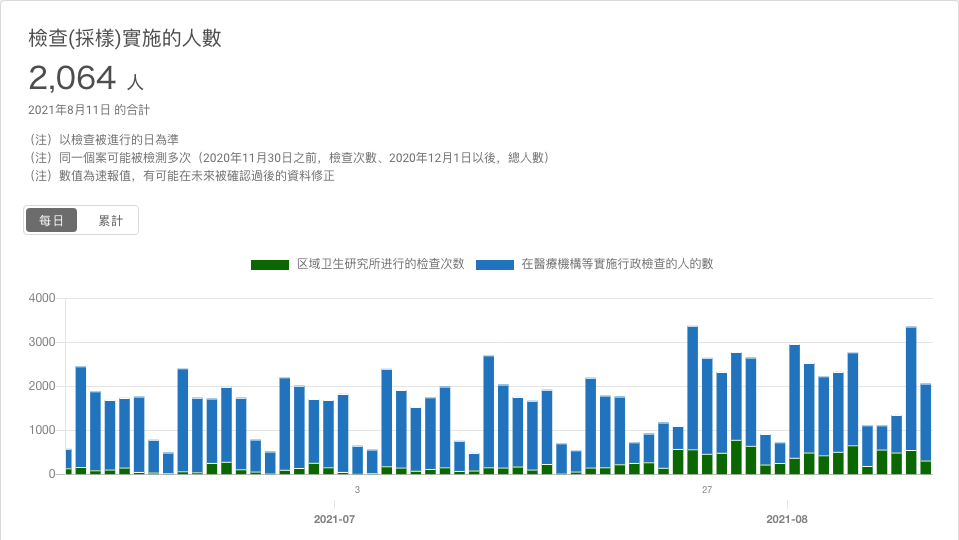 檢查(採樣)實施的人數
2,064 人
2021年8月11日 的合計
（注）以檢查被進行的日為準
（注）同一個案可能被檢測多次（2020年11月30日之前，檢查次數、2020年12月1日以後，總人數）
（注）數值為速報值，有可能在未來被確認過後的資料修正
每日 累計
区域卫生研究所进行的检查次数 在醫療機構等實施行政檢查的人的數
4000
3000
2000
1000
0
3 27
2021-07 2021-08